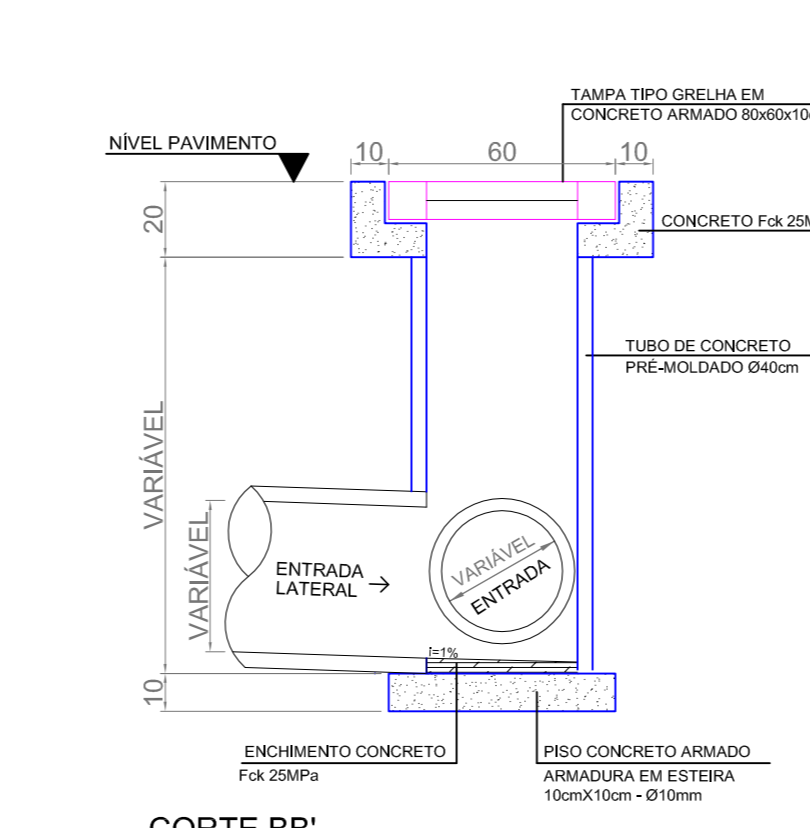 TAMPA TIPO GRELHA EM
CONCRETO ARMADO 80x60x10
NÍVEL PAVIMENTO
10
60
10
20
CONCRETO Fck 25M
TUBO DE CONCRETO
PRÉ-MOLDADO Ø40cm
VARIÁVEL
VARIÁVEL
ENTRADA
LATERAL
VARIÁVEL
ENTRADA
i=1%
10
ENCHIMENTO CONCRETO
Fck 25MPa
PISO CONCRETO ARMADO
ARMADURA EM ESTEIRA
10cmX10cm - Ø10mm
CORTE BB'